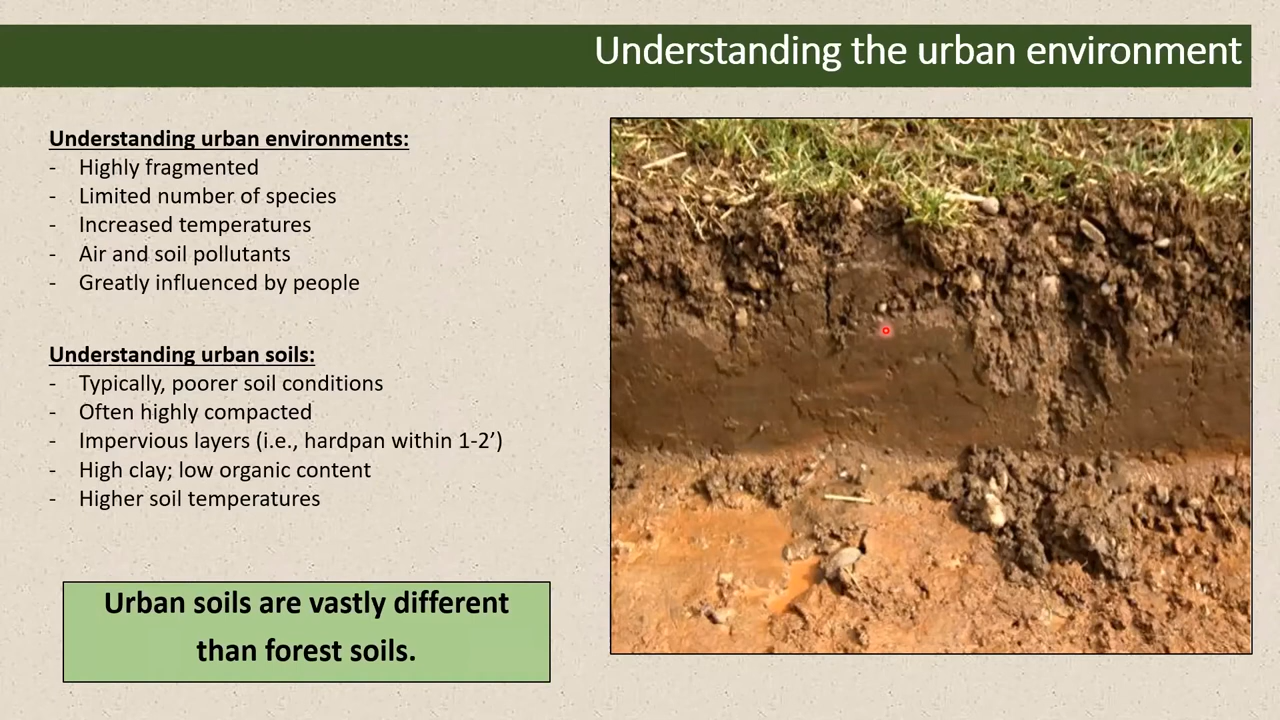 Understanding the urban environment
Understanding urban environments:
- Highly fragmented
- Limited number of species
- Increased temperatures
- Air and soil pollutants
- Greatly influenced by people
Understanding urban soils:
- Typically, poorer soil conditions
- Often highly compacted
- Impervious layers (i.e., hardpan within 1-2’)
- High clay; low organic content
- Higher soil temperatures
Urban soils are vastly different
than forest soils.